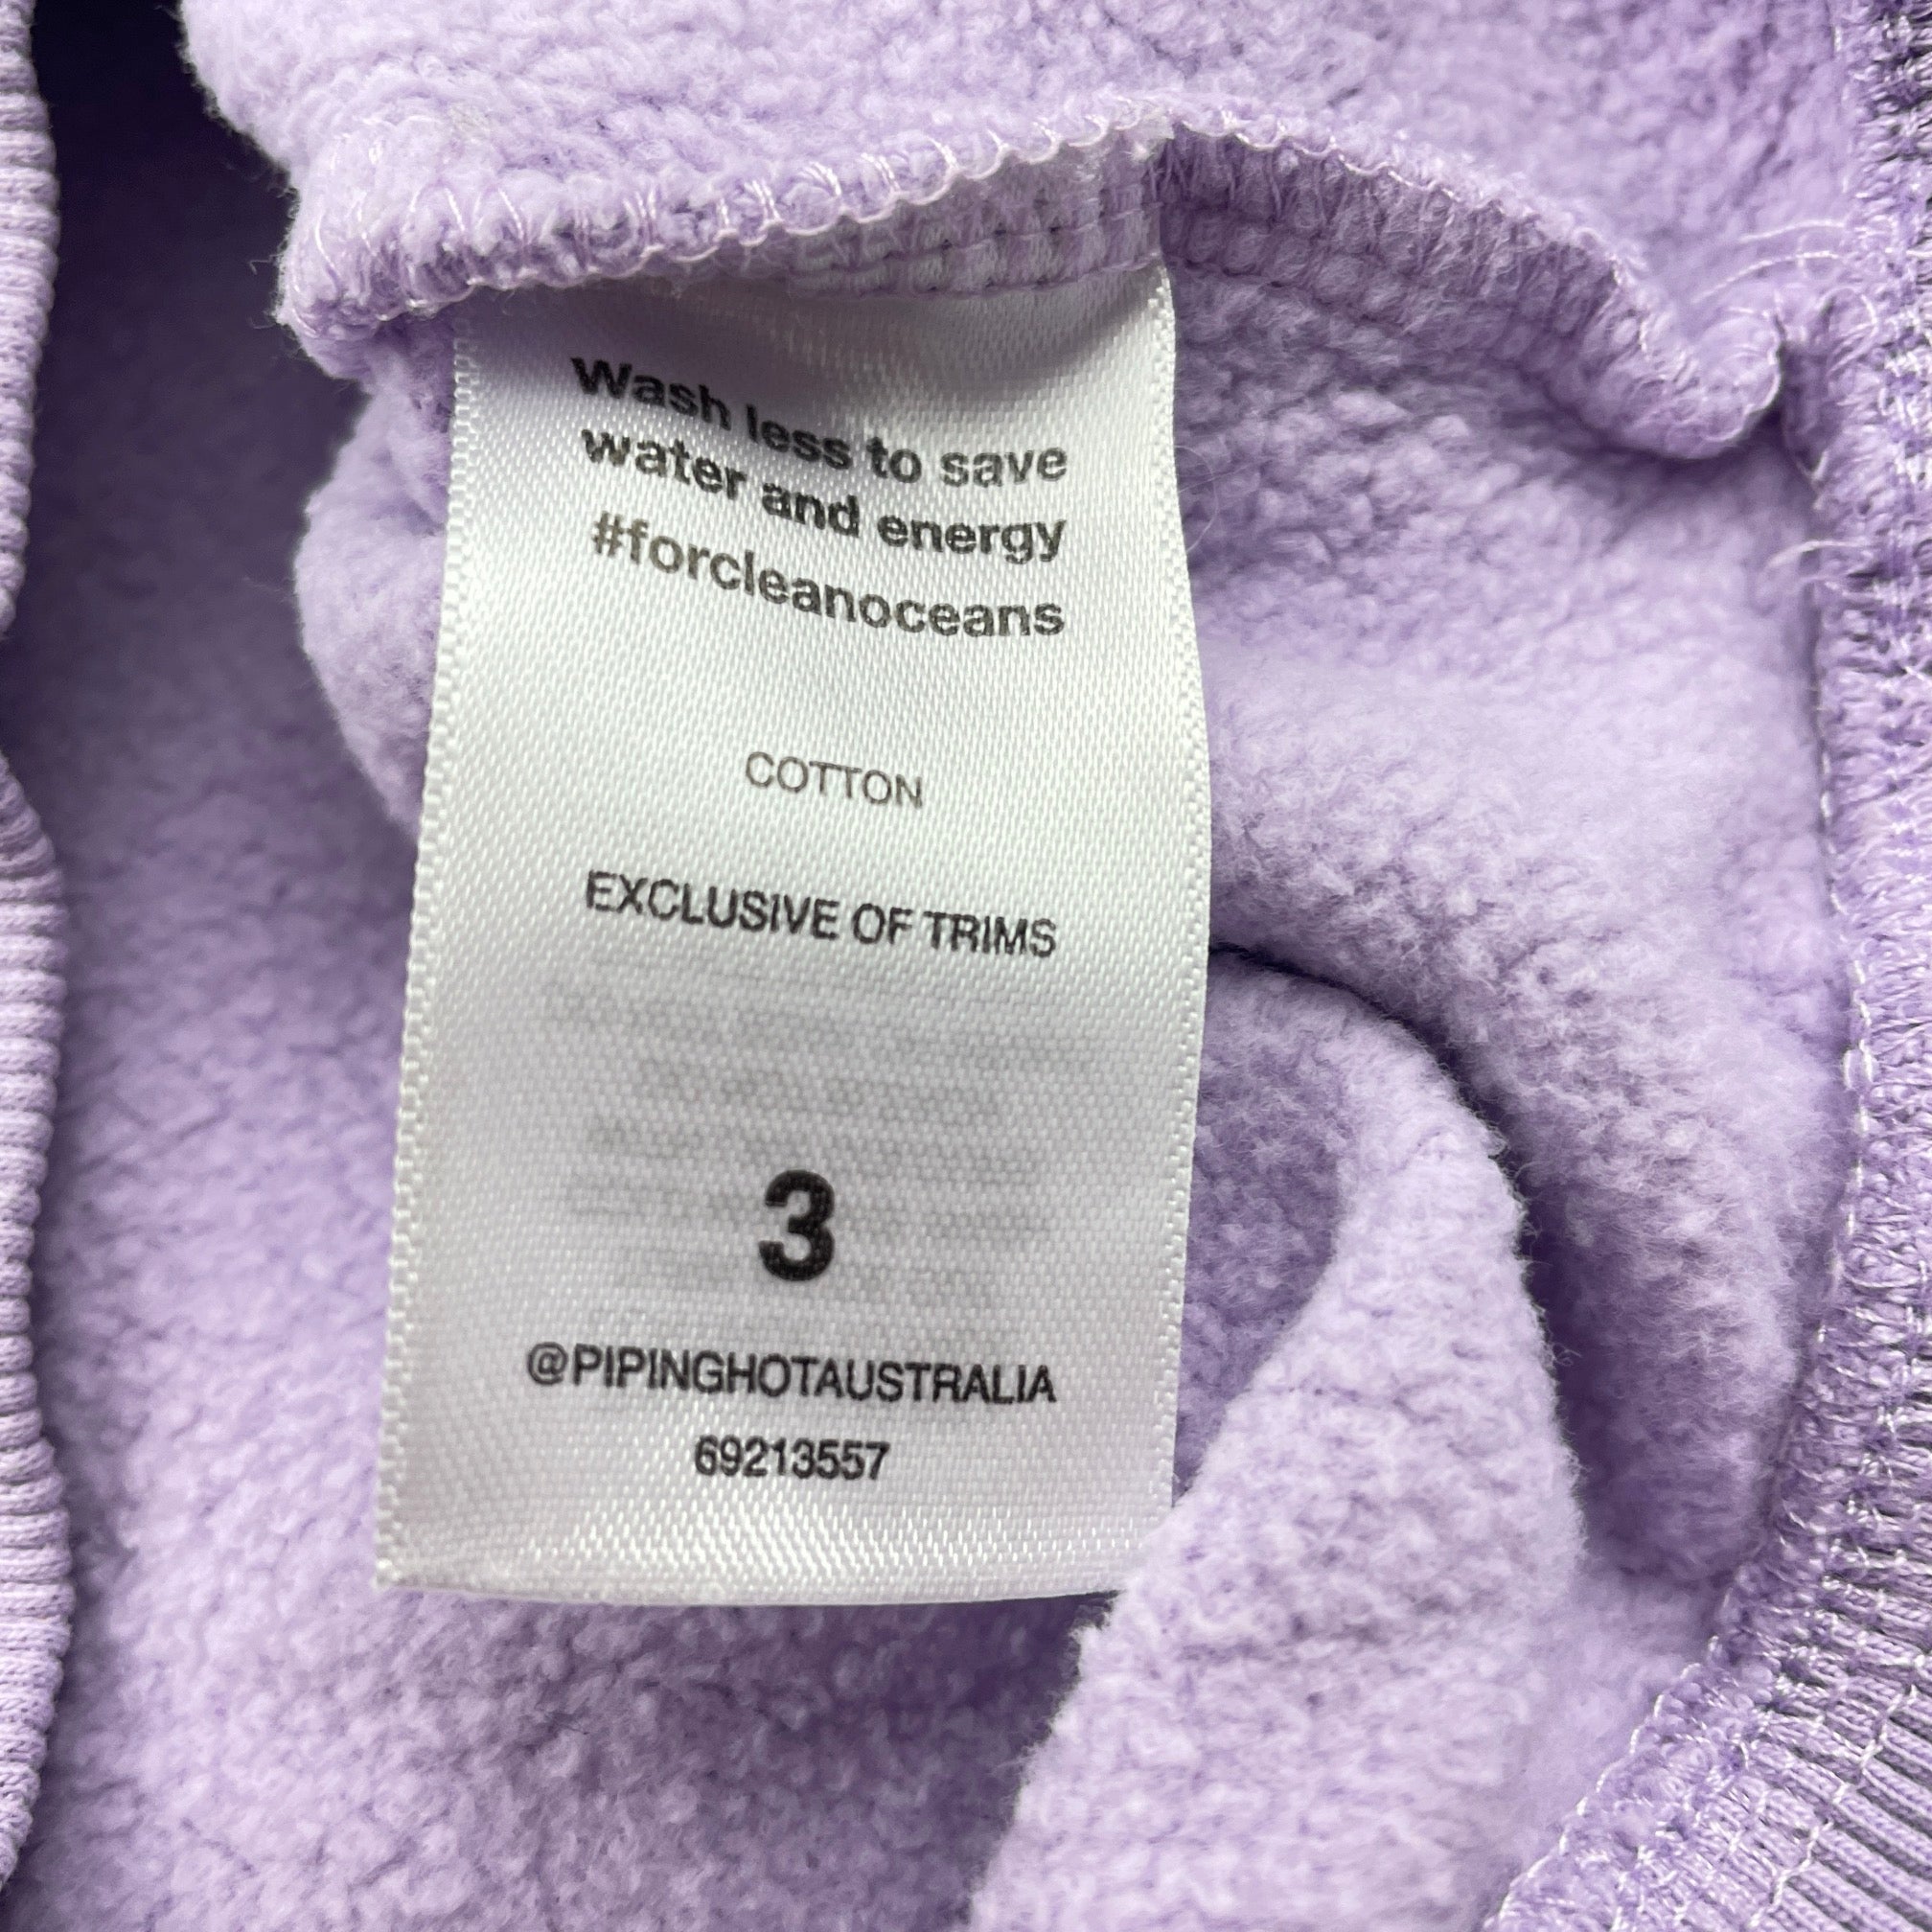 Wash less to save
water and energy
#forcleanoceans
COTTON
EXCLUSIVE OF TRIMS
3
@PIPINGHOTAUSTRALIA
69213557